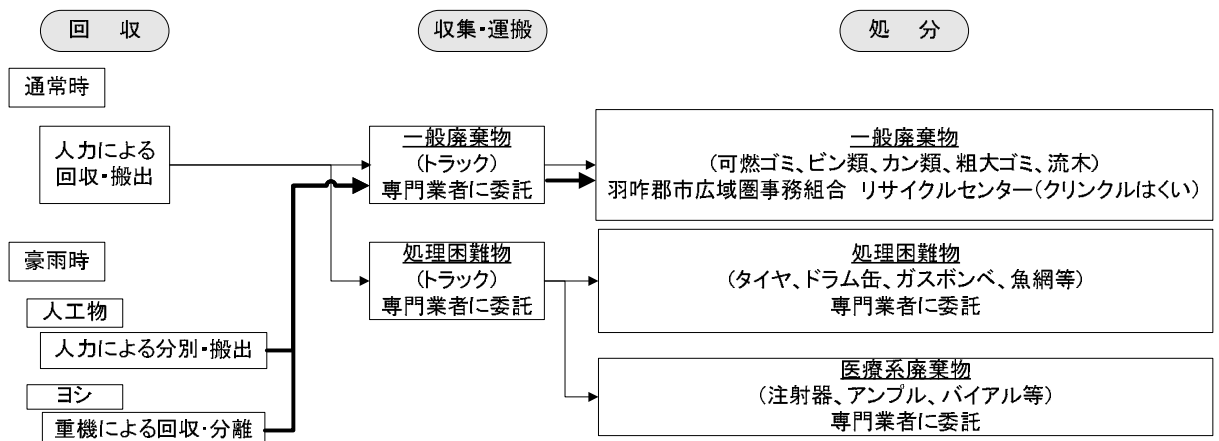 回　収
収集・運搬
処　分
通常時
人力による
回収・搬出
一般廃棄物
(トラック)
専門業者に委託
一般廃棄物
(可燃ゴミ、ビン類、カン類、粗大ゴミ、流木)
羽咋郡市広域圏事務組合　リサイクルセンター(クリンクルはくい)
処理困難物
(トラック)
専門業者に委託
処理困難物
(タイヤ、ドラム缶、ガスボンベ、魚網等)
専門業者に委託
豪雨時
人工物
人力による分別・搬出
ヨシ
重機による回収・分離
医療系廃棄物
(注射器、アンプル、バイアル等)
専門業者に委託